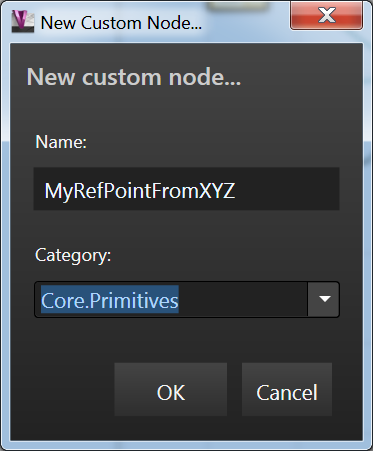 New Custom Node...
New custom node...
Name:
MyRefPointFromXYZ
Category:
Core.Primitives
OK Cancel